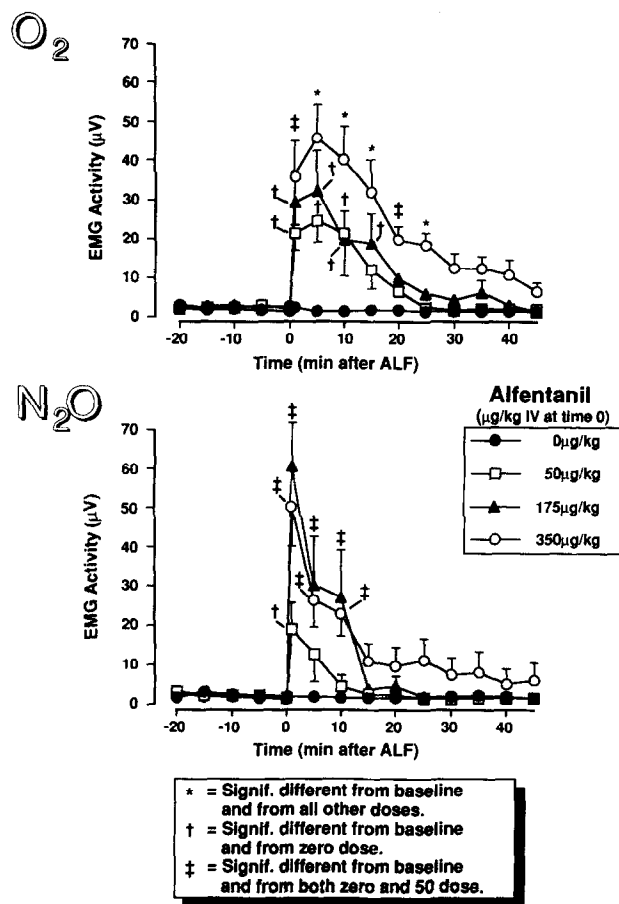 O2
70
60
50
40
30
20
10
0
EMG Activity (µV)
‡
*
*
*
†
†
†
†
†
†
†
‡
*
-20
-10
0
10
20
30
40
Time (min after ALF)
N2O
70
60
50
40
30
20
10
0
EMG Activity (µV)
‡
‡
‡
‡
‡
‡
†
-20
-10
0
10
20
30
40
Time (min after ALF)
Alfentanil
(µg/kg IV at time 0)
0µg/kg
50µg/kg
175µg/kg
350µg/kg
* = Signif. different from baseline
and from all other doses.
† = Signif. different from baseline
and from zero dose.
‡ = Signif. different from baseline
and from both zero and 50 dose.